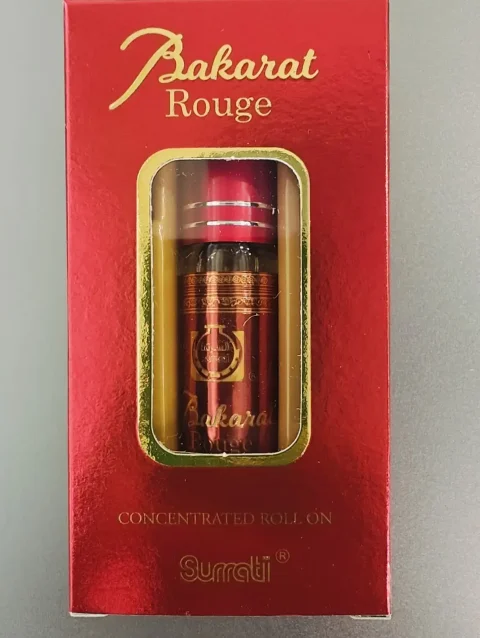 Bakarat
Rouge
Bakarat
Rouge
CONCENTRATED ROLL ON
Surrati ®